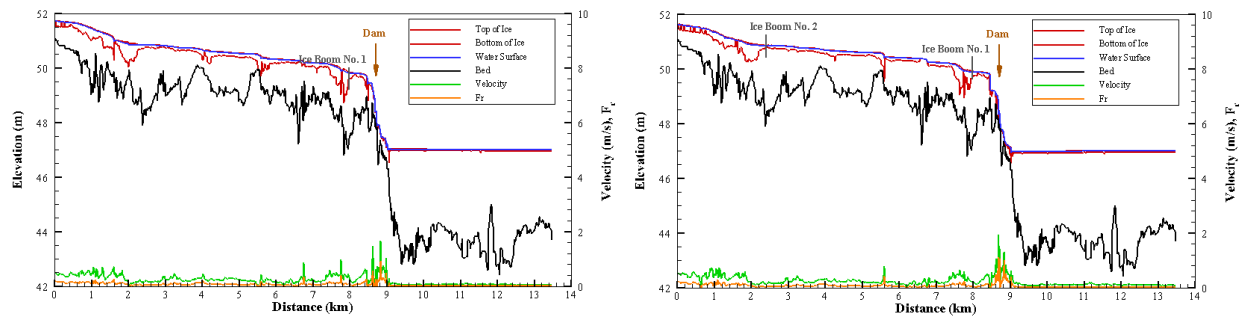 52
50
48
46
44
42
Elevation (m)
10
8
6
4
2
0
Velocity (m/s), Fr
0 1 2 3 4 5 6 7 8 9 10 11 12 13 14
Distance (km)
Ice Boom No. 1
Dam
Top of Ice
Bottom of Ice
Water Surface
Bed
Velocity
Fr
52
50
48
46
44
42
Elevation (m)
10
8
6
4
2
0
Velocity (m/s), Fr
0 1 2 3 4 5 6 7 8 9 10 11 12 13 14
Distance (km)
Ice Boom No. 2
Ice Boom No. 1
Dam
Top of Ice
Bottom of Ice
Water Surface
Bed
Velocity
Fr